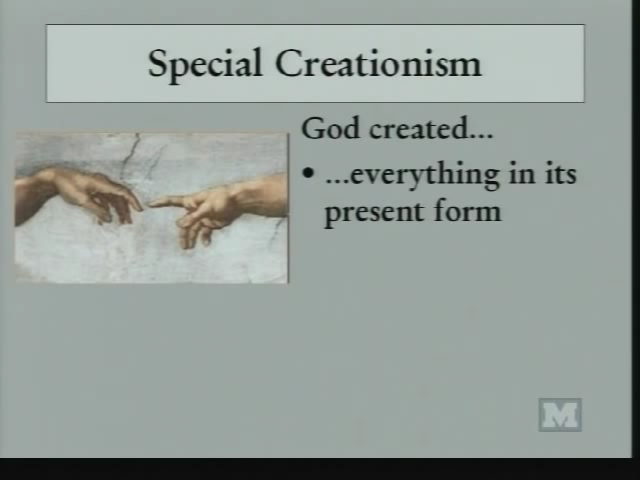 Special Creationism
God created...
• ...everything in its
present form
M